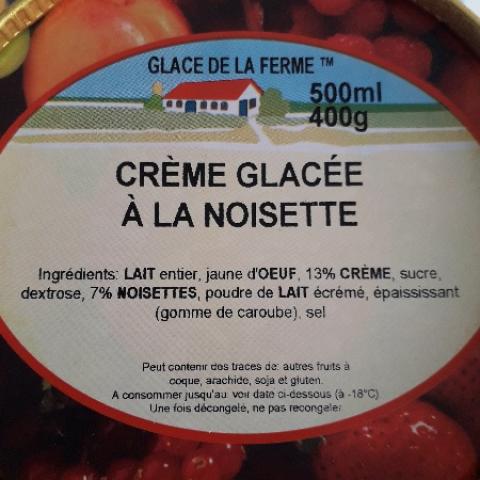 GLACE DE LA FERME ™
500ml
400g
CRÈME GLACÉE
À LA NOISETTE
Ingrédients: LAIT entier, jaune d'OEUF, 13% CRÈME, sucre,
dextrose, 7% NOISETTES, poudre de LAIT écrémé, épaississant
(gomme de caroube), sel
Peut contenir des traces de: autres fruits à
coque, arachide, soja et gluten.
A consommer jusqu'au: voir date ci-dessous (à -18°C)
Une fois décongelé, ne pas recongeler.